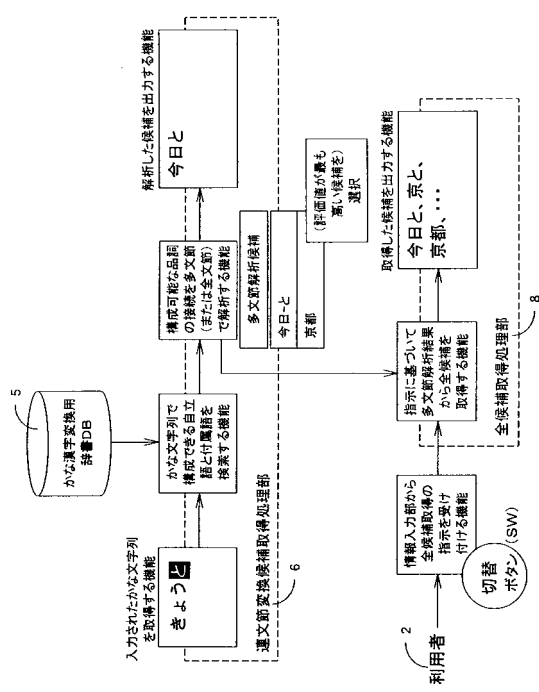 5
かな漢字変換用
辞書DB
入力されたかな文字列
を取得する機能
きょうと
かな文字列で
構成できる自立
語と付属語を
検索する機能
構成可能な品詞
の接続を多文節
(または全文節)
で解析する機能
解析した候補を出力する機能
今日と
多文節解析候補
今日-と
京都
(評価値が最も
高い候補を)
選択
連文節変換候補取得処理部
6
2
利用者
情報入力部から
全候補取得の
指示を受け
付ける機能
切替
ボタン
(SW)
指示に基づいて
多文節解析結果
から全候補を
取得する機能
取得した候補を出力する機能
今日と、京と、
京都、・・・
全候補取得処理部
8